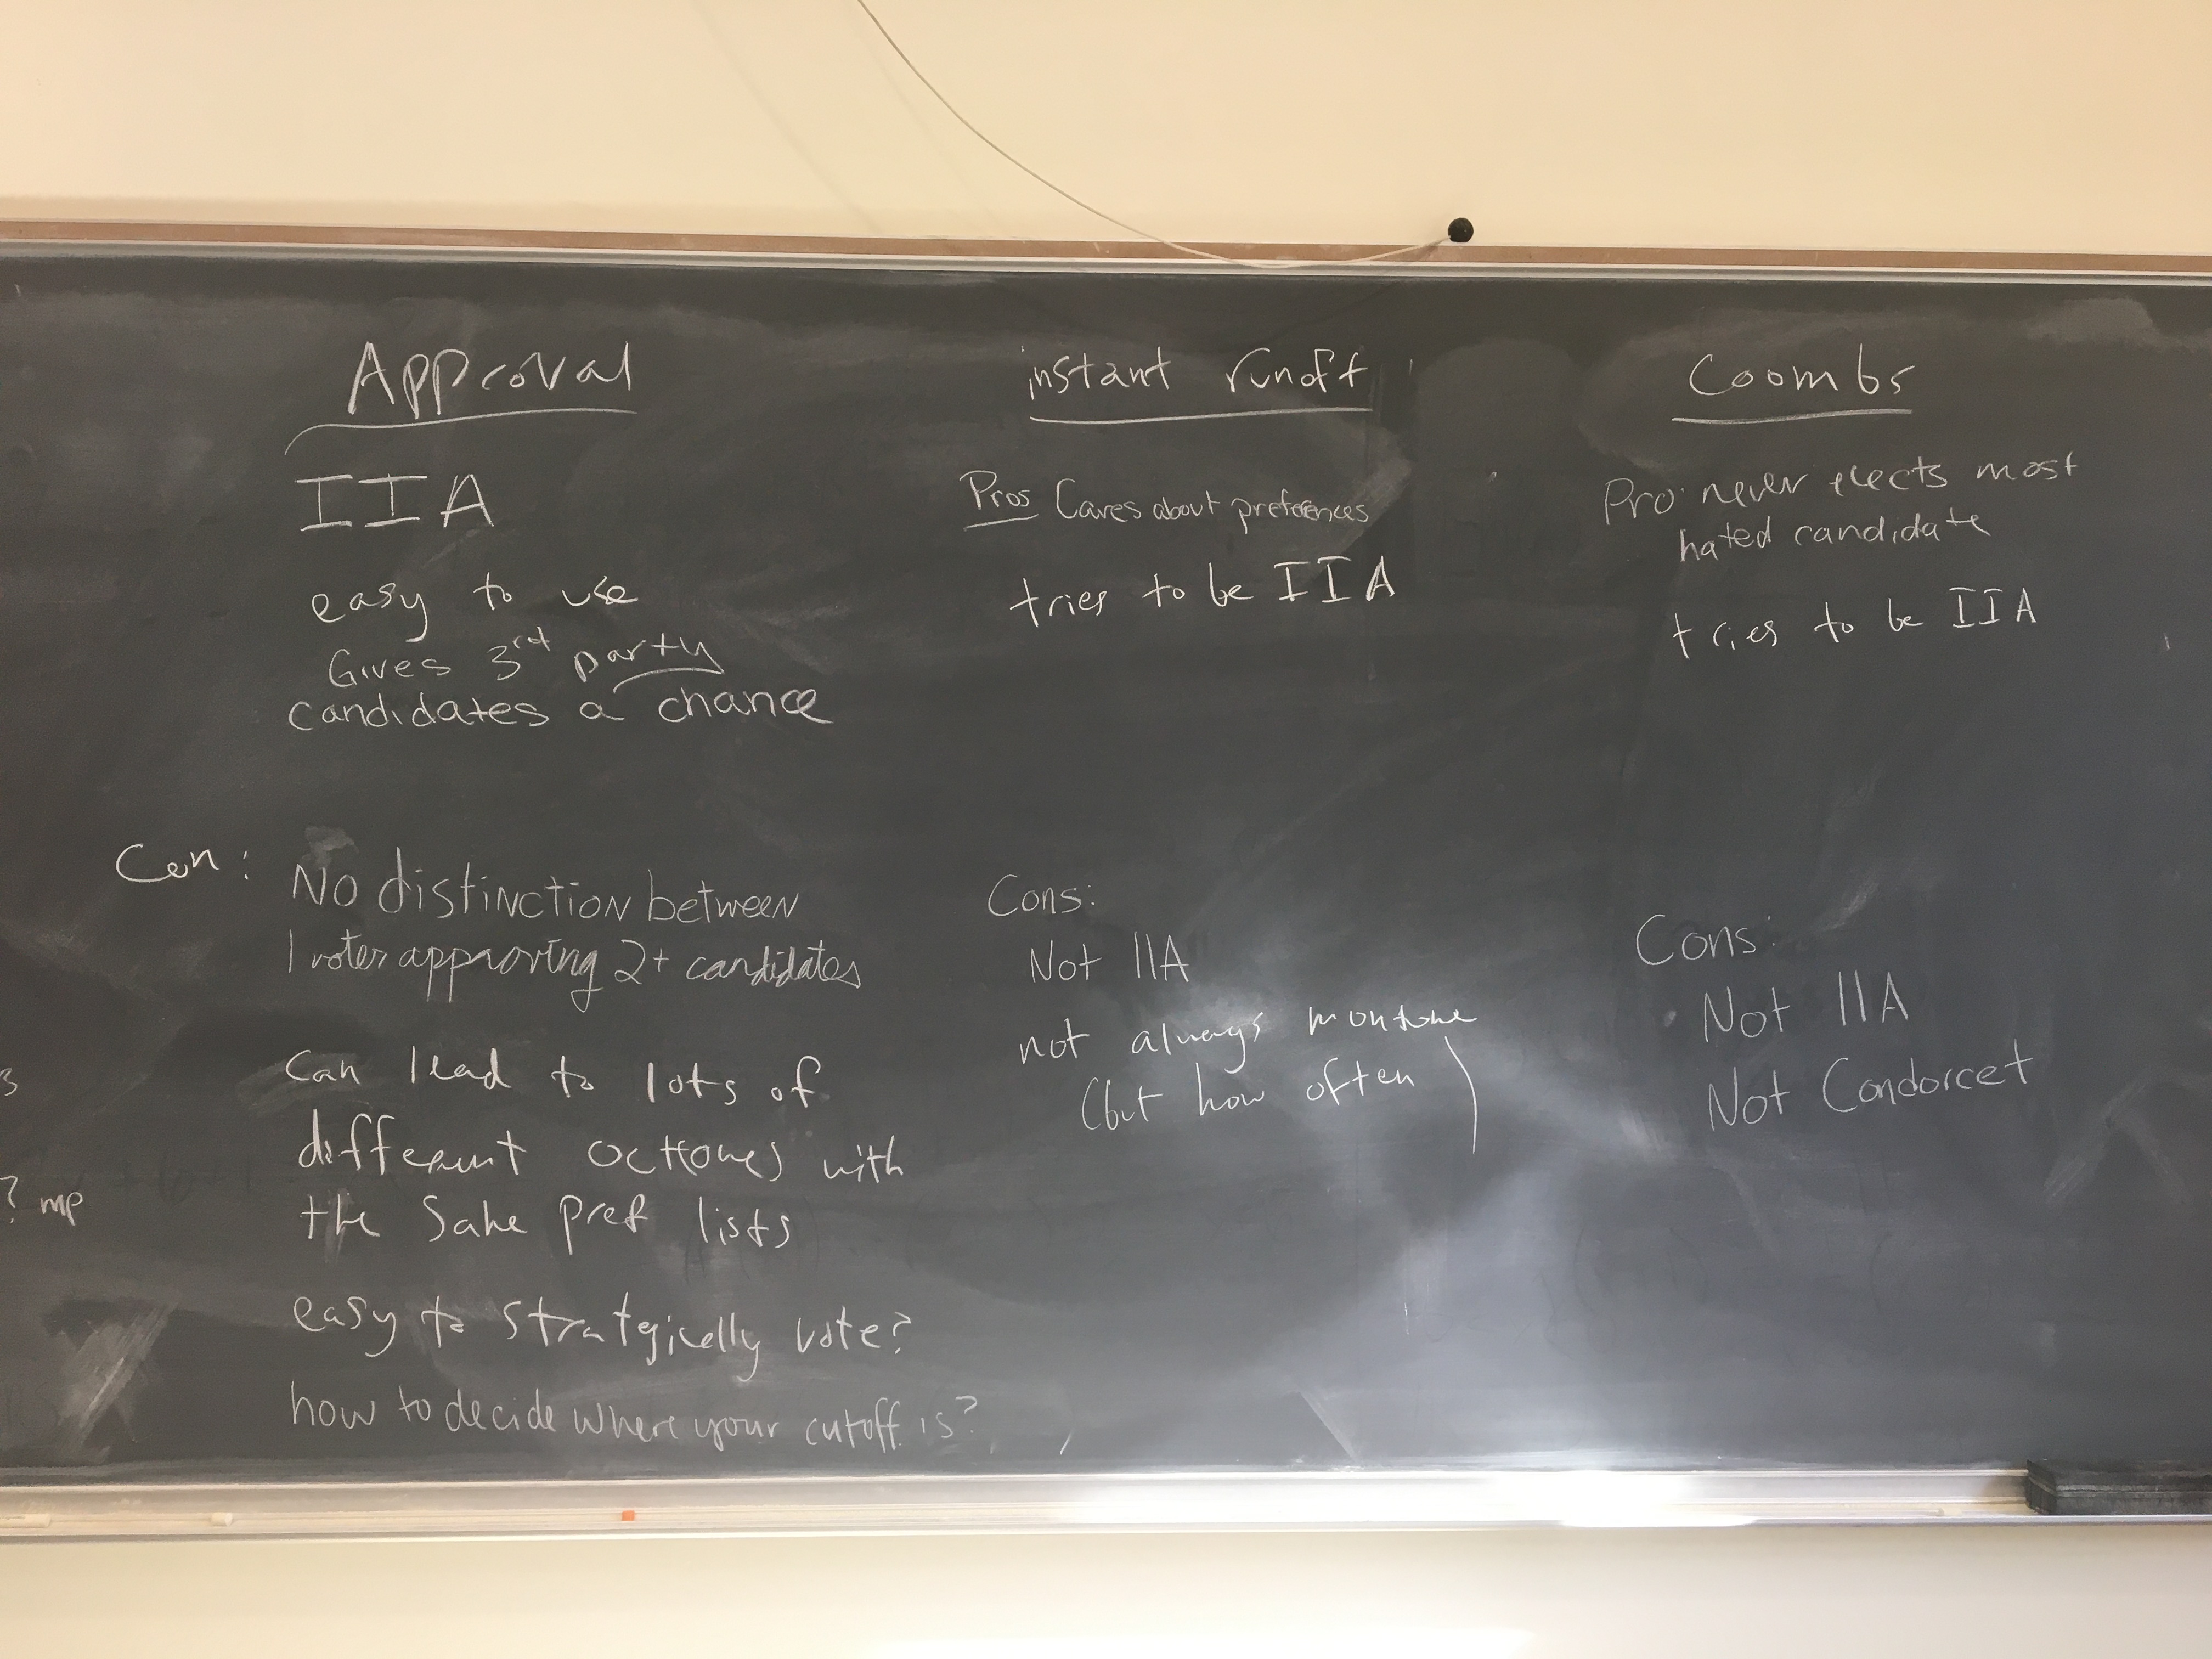 Approval
IIA
easy to use
Gives 3rd party
candidates a chance
Con:
No distinction between
1 voter approving 2+ candidates
Can lead to lots of
different octtomes with
the same pref lists
easy to strategically vote?
how to decide where your cutoff is?
s
? mp
instant runoff
Pros Cares about preferences
tries to be IIA
Cons:
Not IIA
not always montone
(but how often)
Coombs
Pro: never elects most
hated candidate
tries to be IIA
Cons:
Not IIA
Not Condorcet